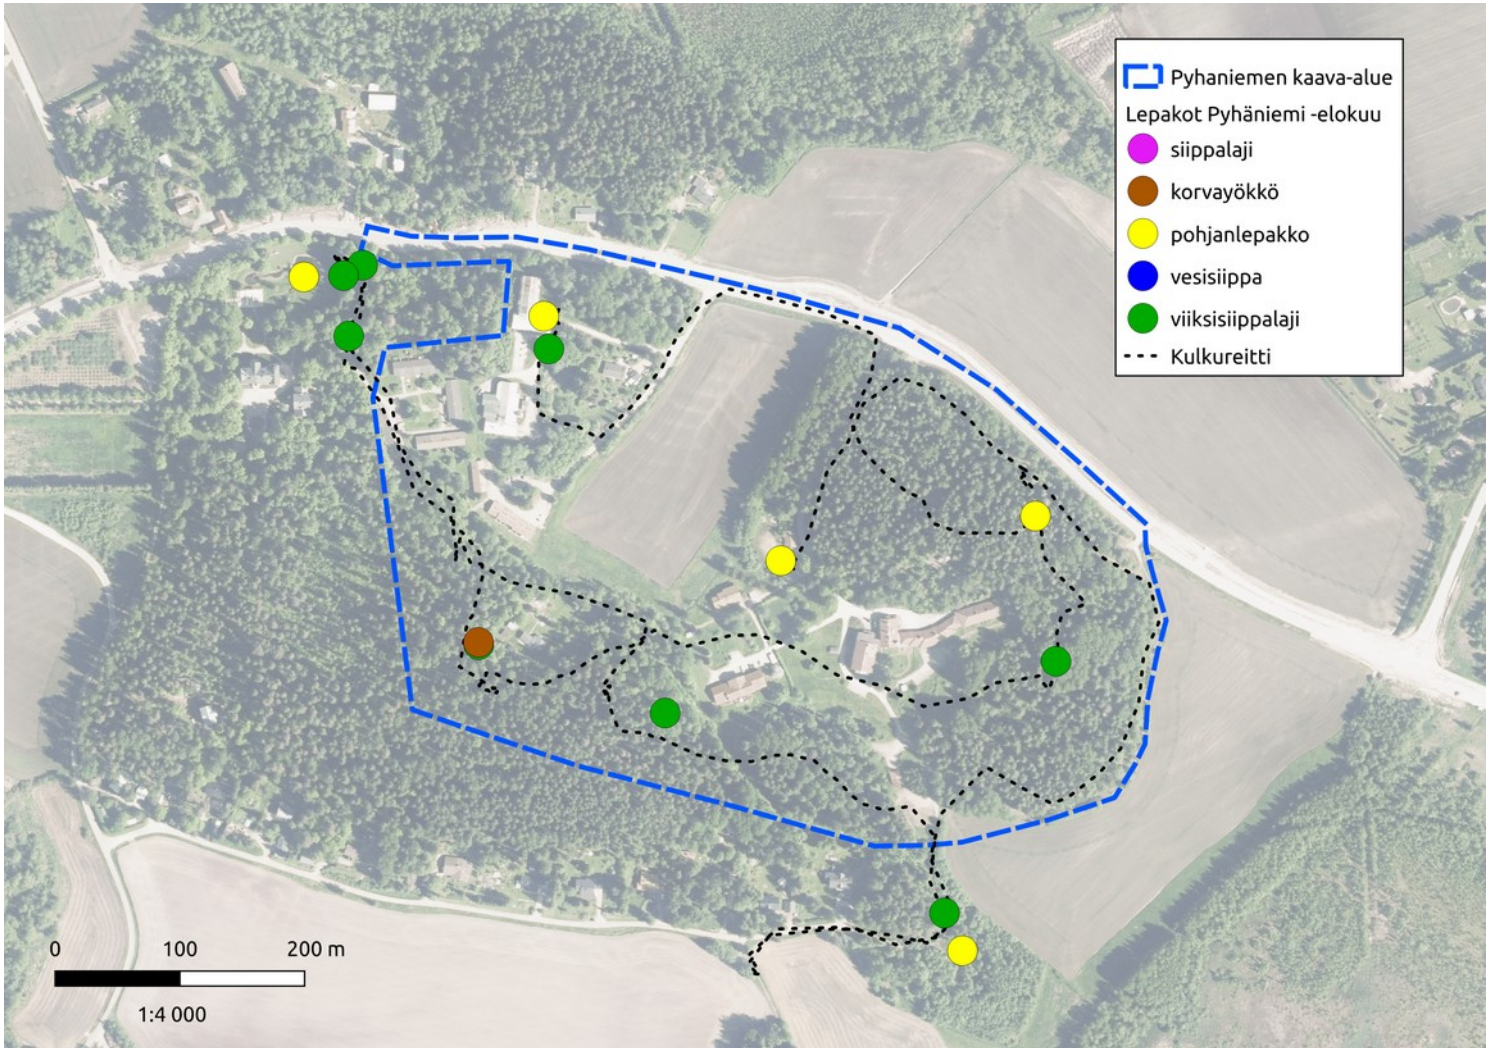 Pyhaniemen kaava-alue
Lepakot Pyhäniemi -elokuu
siippalaji
korvayökkö
pohjanlepakko
vesisiippa
viiksisiippalaji
Kulkureitti
0 100 200 m
1:4 000